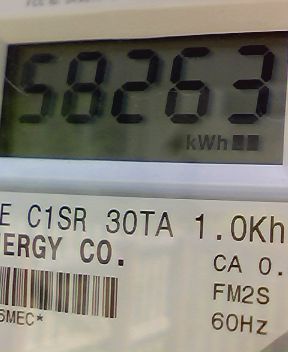 58263
kWh
E C1SR 30TA 1.0Kh
ERGY CO.
CA 0.
FM2S
6MEC*
60Hz